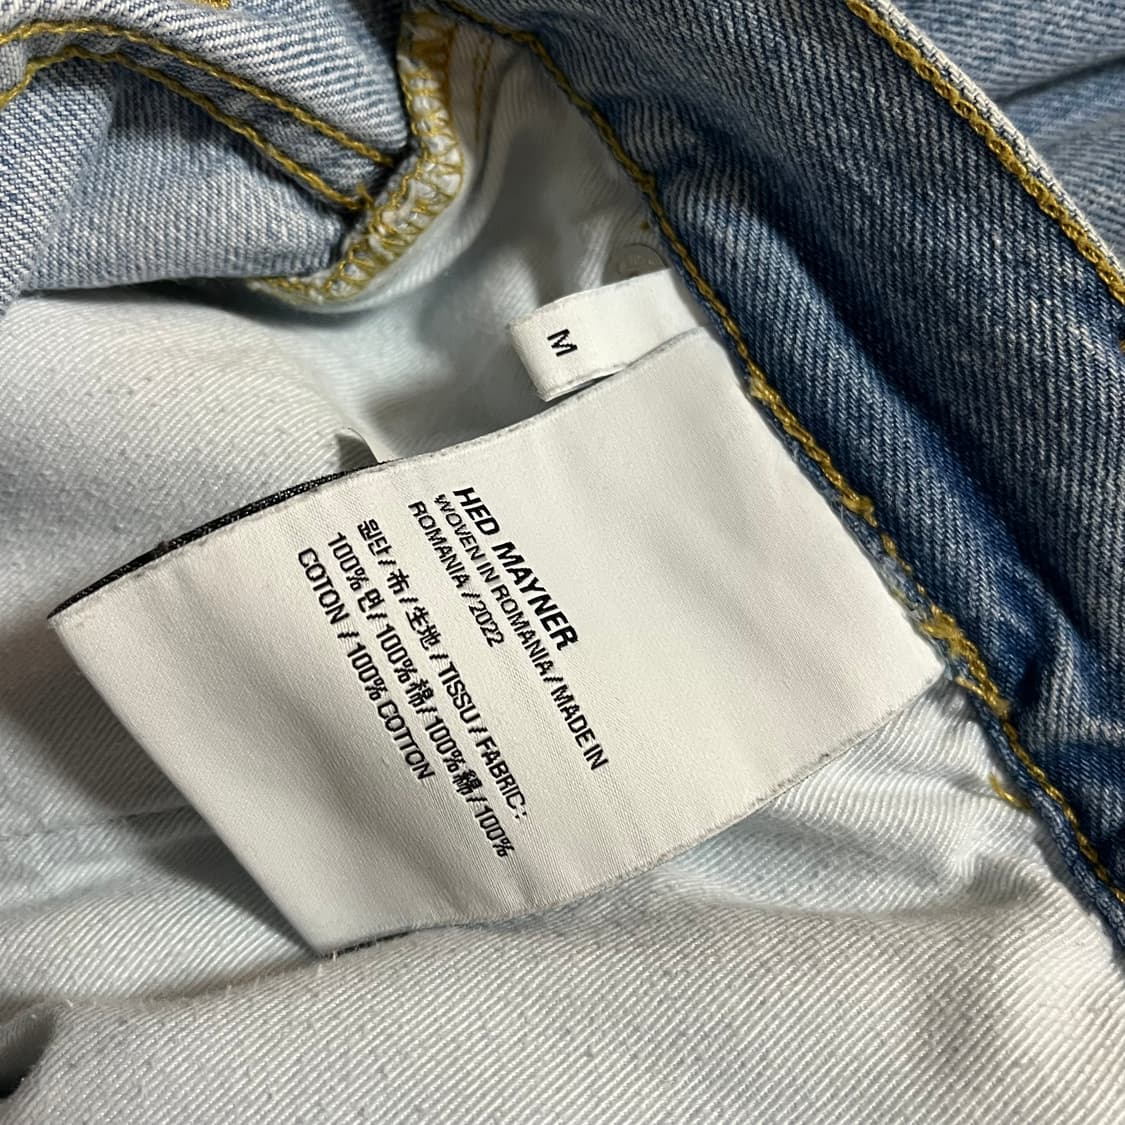 M
HED MAYNER
WOVEN IN ROMANIA / MADE IN
ROMANIA / 2022
원단 / 布 / 生地 / TISSU / FABRIC :
100% 면 / 100% 棉 / 100% 綿 / 100%
COTON / 100% COTTON